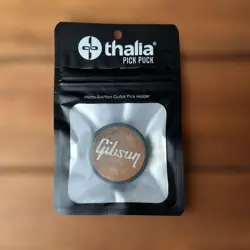 thalia®
PICK PUCK
Micro-Suction Guitar Pick Holder
Gibson